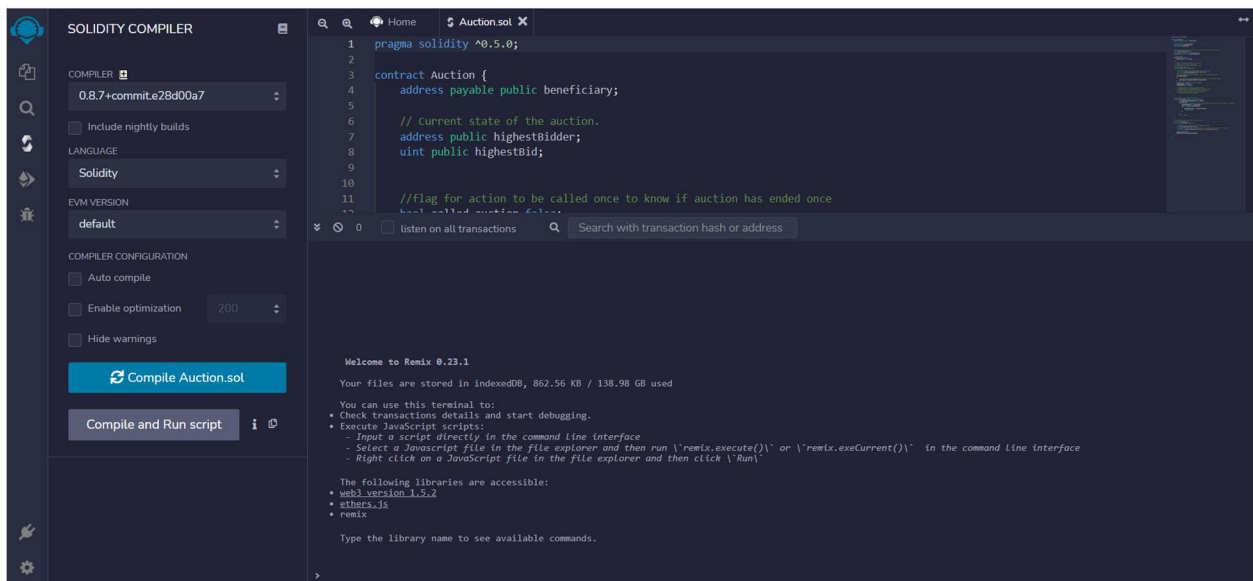 SOLIDITY COMPILER
COMPILER
0.8.7+commit.e28d00a7
Include nightly builds
LANGUAGE
Solidity
EVM VERSION
default
COMPILER CONFIGURATION
Auto compile
Enable optimization 200
Hide warnings
Compile Auction.sol
Compile and Run script
Home Auction.sol
1 pragma solidity ^0.5.0;
2
3 contract Auction {
4 address payable public beneficiary;
5
6 // Current state of the auction.
7 address public highestBidder;
8 uint public highestBid;
9
10
11 //flag for action to be called once to know if auction has ended once
0 listen on all transactions Search with transaction hash or address
Welcome to Remix 0.23.1
Your files are stored in indexedDB, 862.56 KB / 138.98 GB used
You can use this terminal to:
• Check transactions details and start debugging.
• Execute JavaScript scripts:
- Input a script directly in the command line interface
- Select a Javascript file in the file explorer and then run \`remix.execute()\` or \`remix.exeCurrent()\` in the command line interface
- Right click on a JavaScript file in the file explorer and then click \`Run\`
The following libraries are accessible:
• web3 version 1.5.2
• ethers.js
• remix
Type the library name to see available commands.
>